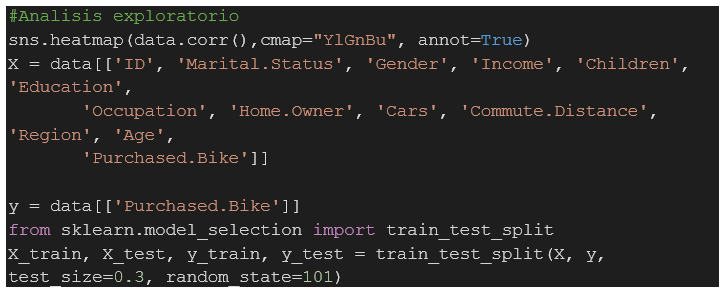 #Analisis exploratorio
sns.heatmap(data.corr(),cmap="YlGnBu", annot=True)
X = data[['ID', 'Marital.Status', 'Gender', 'Income', 'Children',
'Education',
'Occupation', 'Home.Owner', 'Cars', 'Commute.Distance',
'Region', 'Age',
'Purchased.Bike']]
y = data[['Purchased.Bike']]
from sklearn.model_selection import train_test_split
X_train, X_test, y_train, y_test = train_test_split(X, y,
test_size=0.3, random_state=101)